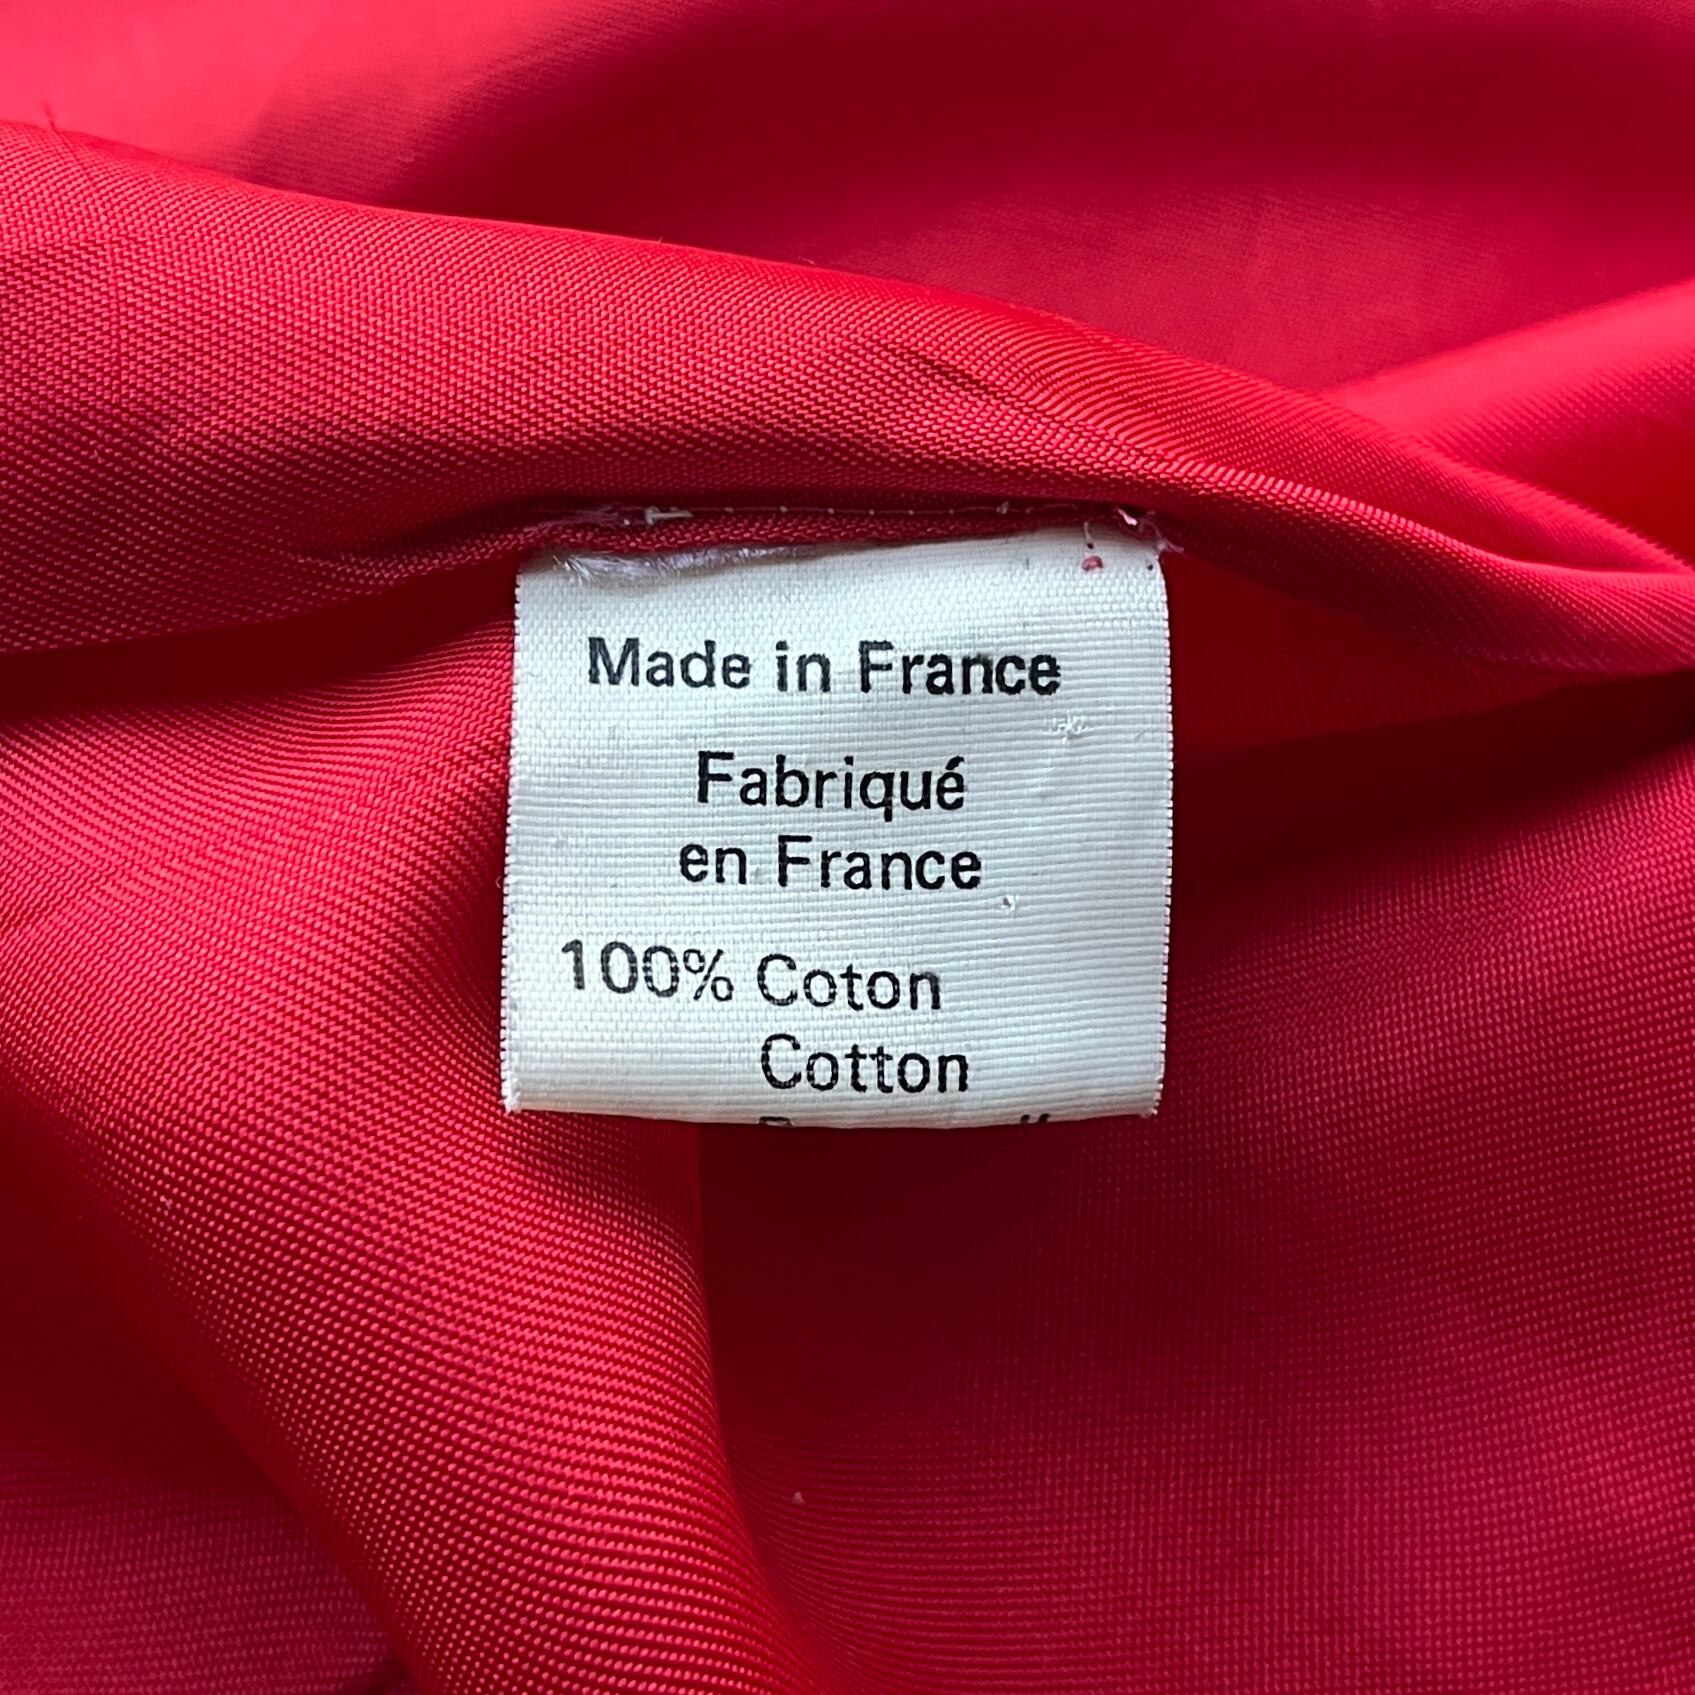 Made in France
Fabriqué
en France
100% Coton
Cotton